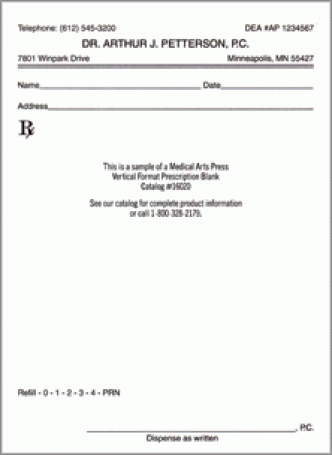 Telephone: (612) 545-3200 DEA #AP 1234567
DR. ARTHUR J. PETTERSON, P.C.
7801 Winpark Drive Minneapolis, MN 55427
Name Date
Address
℞
This is a sample of a Medical Arts Press
Vertical Format Prescription Blank
Catalog #16020
See our catalog for complete product information
or call 1-800-328-2179.
Refill - 0 - 1 - 2 - 3 - 4 - PRN
, P.C.
Dispense as written